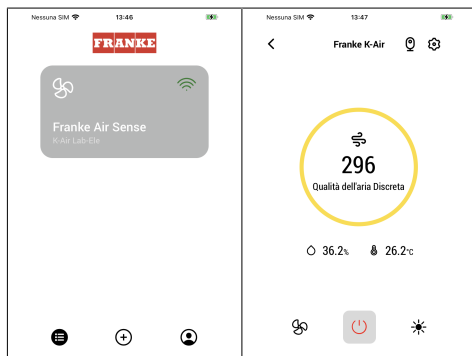 Nessuna SIM 13:46
FRANKE
Franke Air Sense
K-Air Lab-Ele
Nessuna SIM 13:47
Franke K-Air
296
Qualità dell'aria Discreta
36.2% 26.2°C